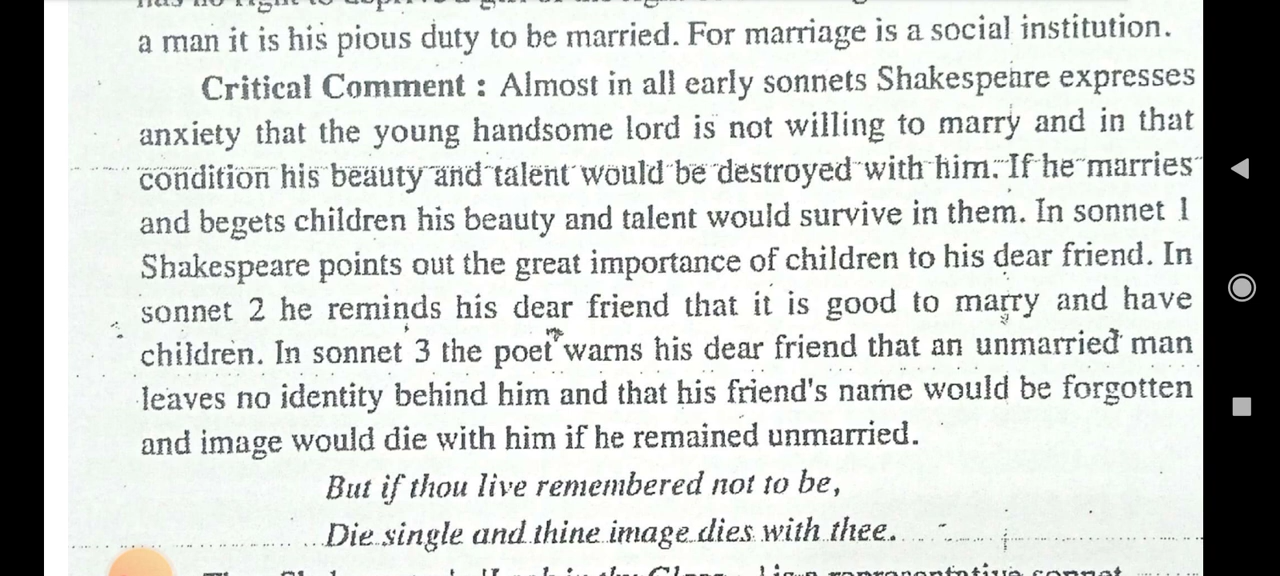 a man it is his pious duty to be married. For marriage is a social institution.
Critical Comment : Almost in all early sonnets Shakespeare expresses
anxiety that the young handsome lord is not willing to marry and in that
condition his beauty and talent would be destroyed with him. If he marries
and begets children his beauty and talent would survive in them. In sonnet 1
Shakespeare points out the great importance of children to his dear friend. In
sonnet 2 he reminds his dear friend that it is good to marry and have
children. In sonnet 3 the poet warns his dear friend that an unmarried man
leaves no identity behind him and that his friend's name would be forgotten
and image would die with him if he remained unmarried.
But if thou live remembered not to be,
Die single and thine image dies with thee.